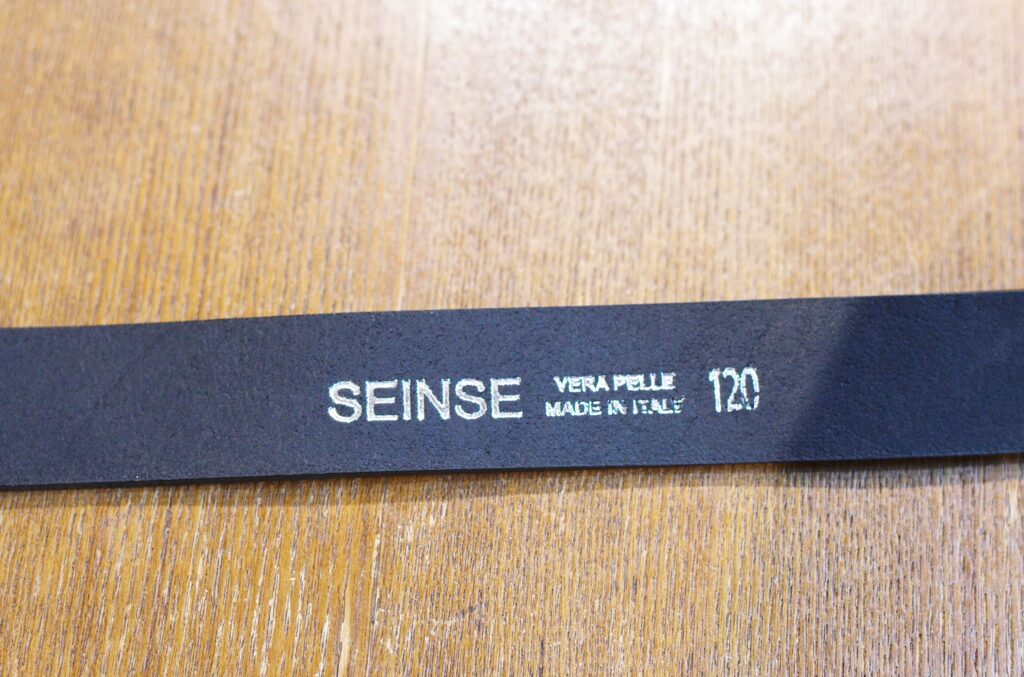 SEINSE
VERA PELLE
MADE IN ITALY
120